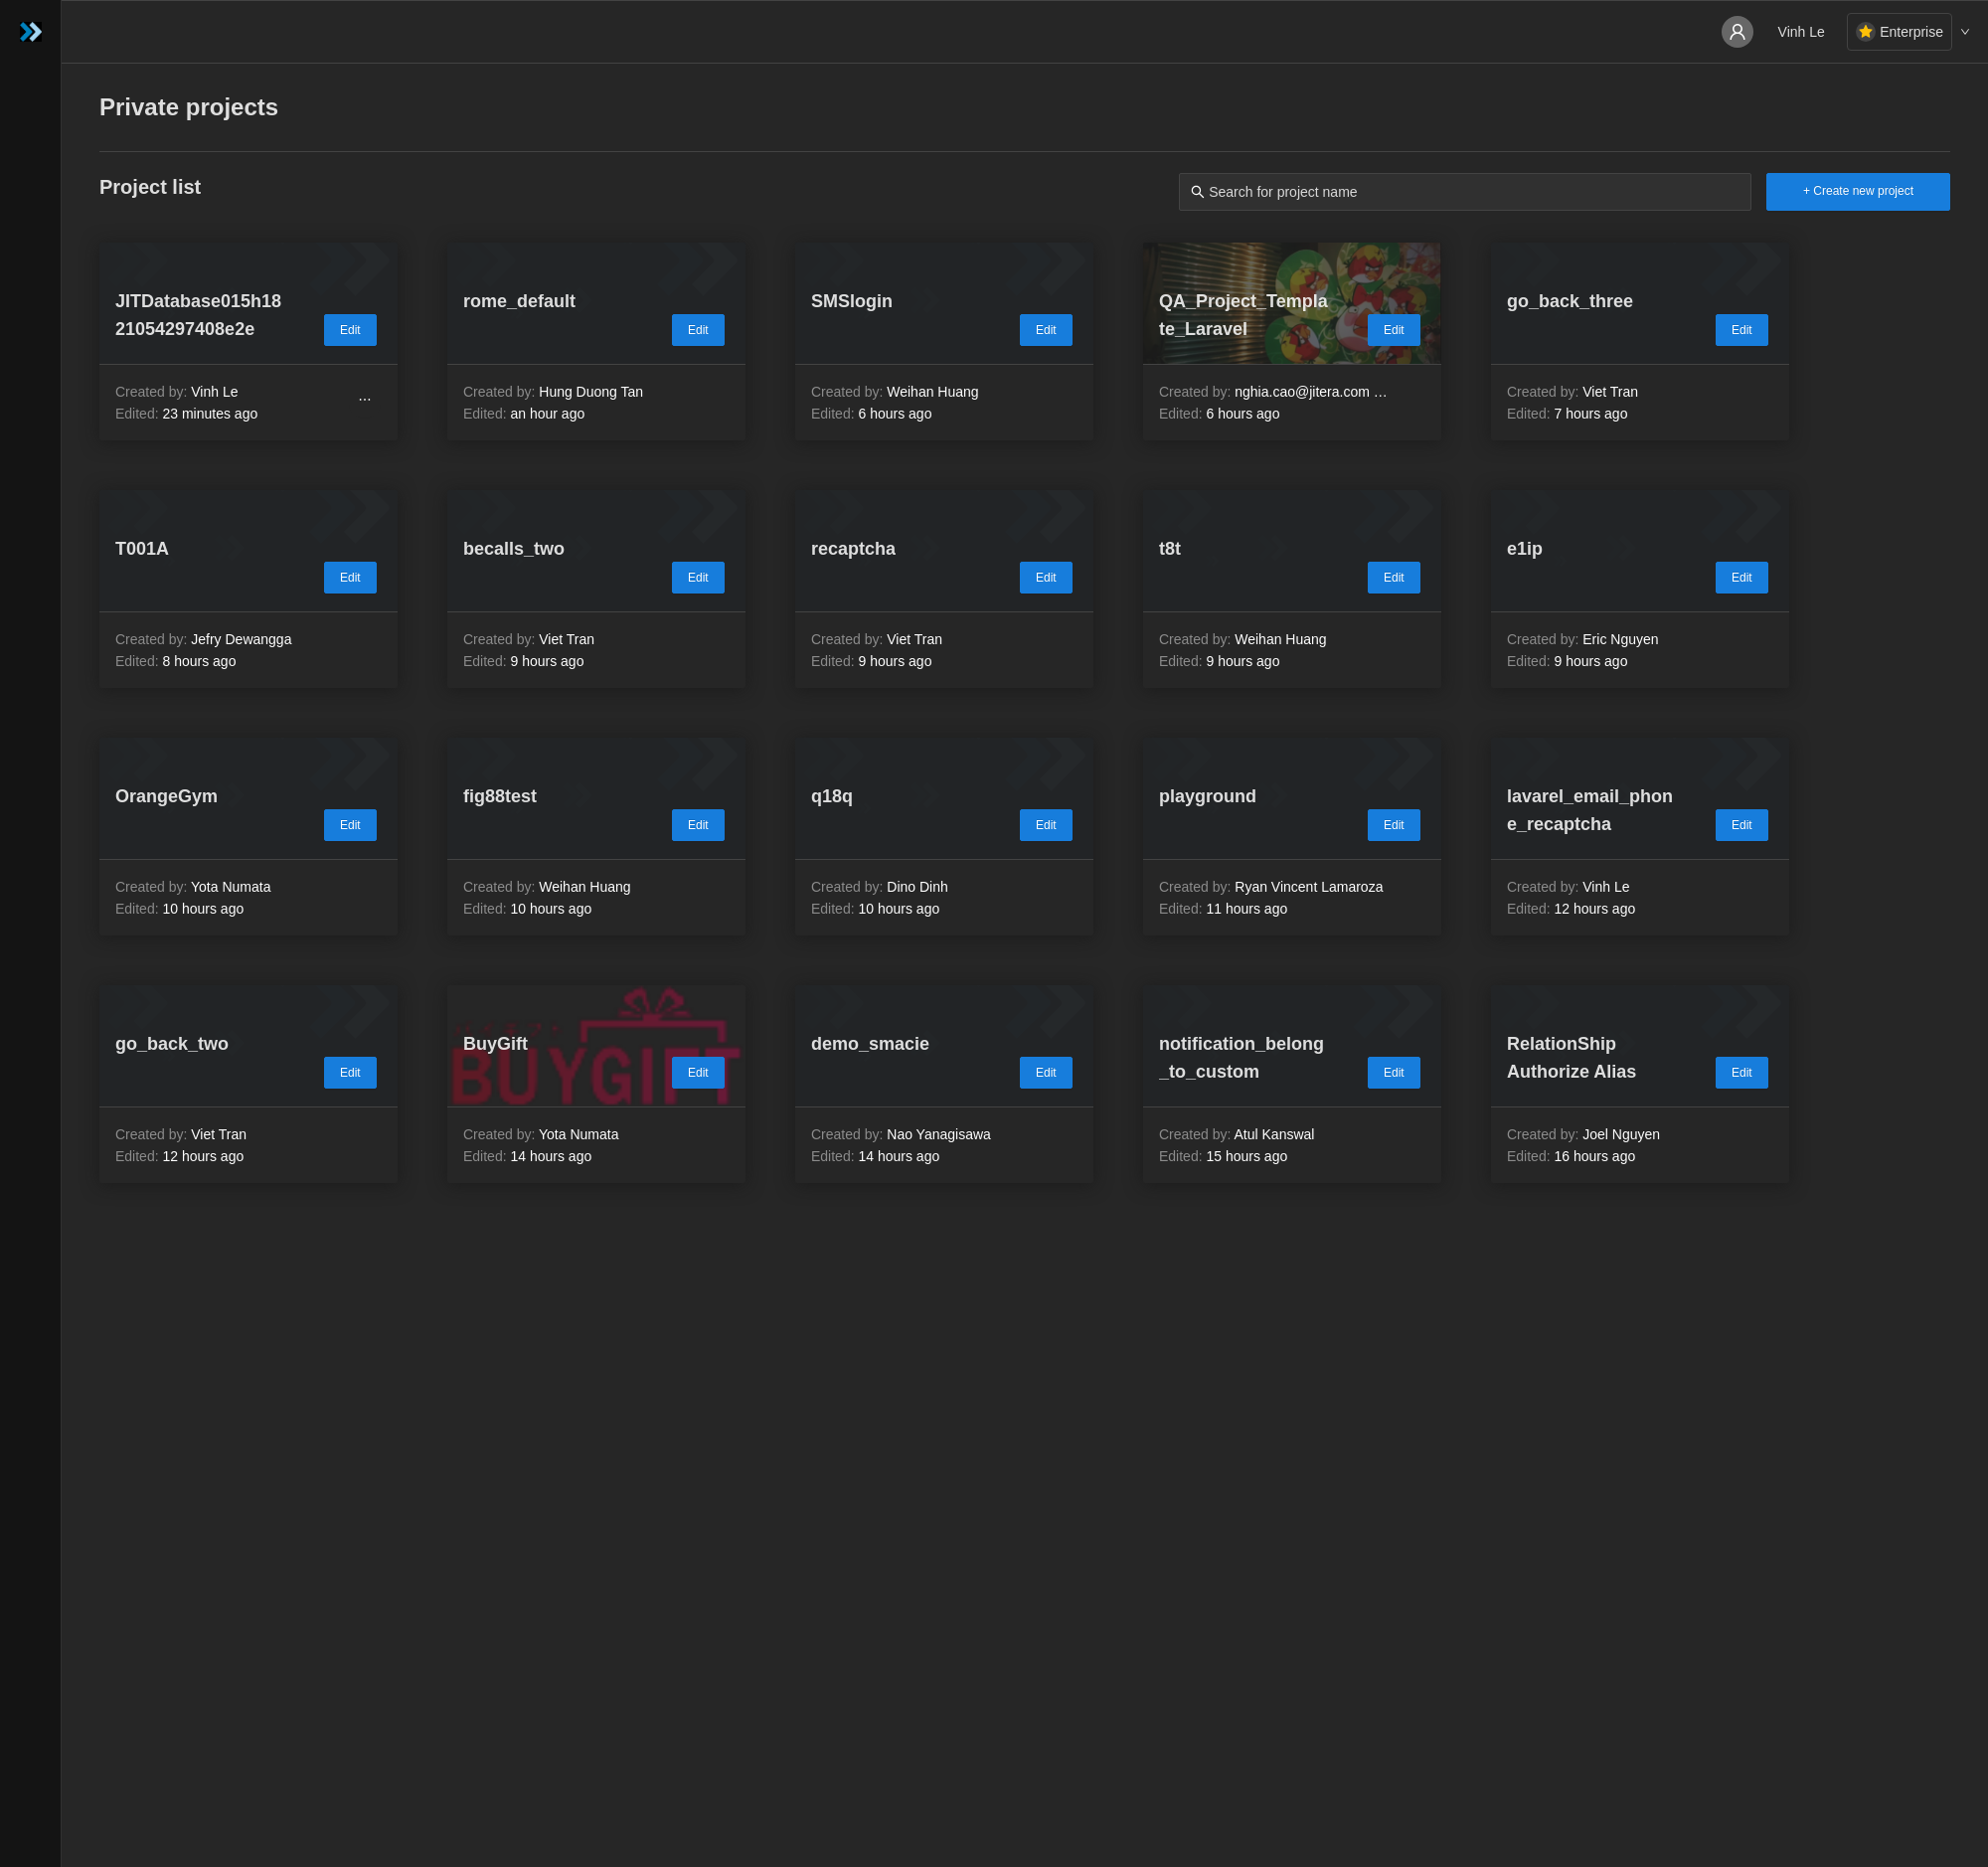 Vinh Le
Enterprise
Private projects
Project list
Search for project name
+ Create new project
JITDatabase015h18
21054297408e2e
Edit
Created by: Vinh Le
...
Edited: 23 minutes ago
rome_default
Edit
Created by: Hung Duong Tan
Edited: an hour ago
SMSlogin
Edit
Created by: Weihan Huang
Edited: 6 hours ago
QA_Project_Templa
te_Laravel
Edit
Created by: nghia.cao@jitera.com …
Edited: 6 hours ago
go_back_three
Edit
Created by: Viet Tran
Edited: 7 hours ago
T001A
Edit
Created by: Jefry Dewangga
Edited: 8 hours ago
becalls_two
Edit
Created by: Viet Tran
Edited: 9 hours ago
recaptcha
Edit
Created by: Viet Tran
Edited: 9 hours ago
t8t
Edit
Created by: Weihan Huang
Edited: 9 hours ago
e1ip
Edit
Created by: Eric Nguyen
Edited: 9 hours ago
OrangeGym
Edit
Created by: Yota Numata
Edited: 10 hours ago
fig88test
Edit
Created by: Weihan Huang
Edited: 10 hours ago
q18q
Edit
Created by: Dino Dinh
Edited: 10 hours ago
playground
Edit
Created by: Ryan Vincent Lamaroza
Edited: 11 hours ago
lavarel_email_phon
e_recaptcha
Edit
Created by: Vinh Le
Edited: 12 hours ago
go_back_two
Edit
Created by: Viet Tran
Edited: 12 hours ago
BuyGift
BUYGIFT
Edit
Created by: Yota Numata
Edited: 14 hours ago
demo_smacie
Edit
Created by: Nao Yanagisawa
Edited: 14 hours ago
notification_belong
_to_custom
Edit
Created by: Atul Kanswal
Edited: 15 hours ago
RelationShip
Authorize Alias
Edit
Created by: Joel Nguyen
Edited: 16 hours ago